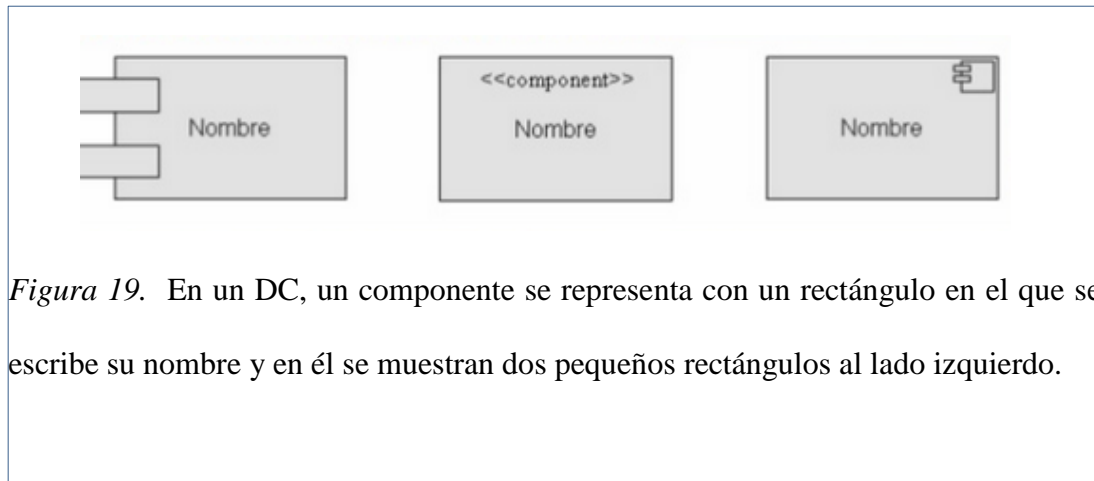 <<component>>
Nombre Nombre Nombre
Figura 19. En un DC, un componente se representa con un rectángulo en el que se
escribe su nombre y en él se muestran dos pequeños rectángulos al lado izquierdo.